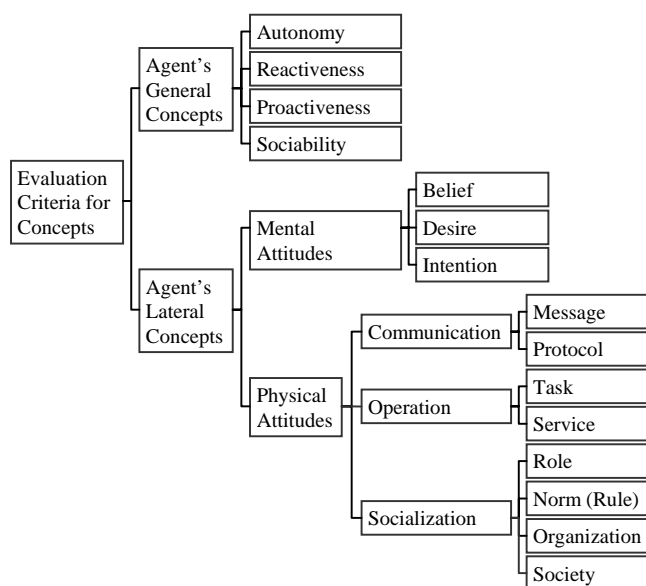 Evaluation
Criteria for
Concepts
Agent's
General
Concepts
Autonomy
Reactiveness
Proactiveness
Sociability
Agent's
Lateral
Concepts
Mental
Attitudes
Belief
Desire
Intention
Physical
Attitudes
Communication
Message
Protocol
Operation
Task
Service
Socialization
Role
Norm (Rule)
Organization
Society